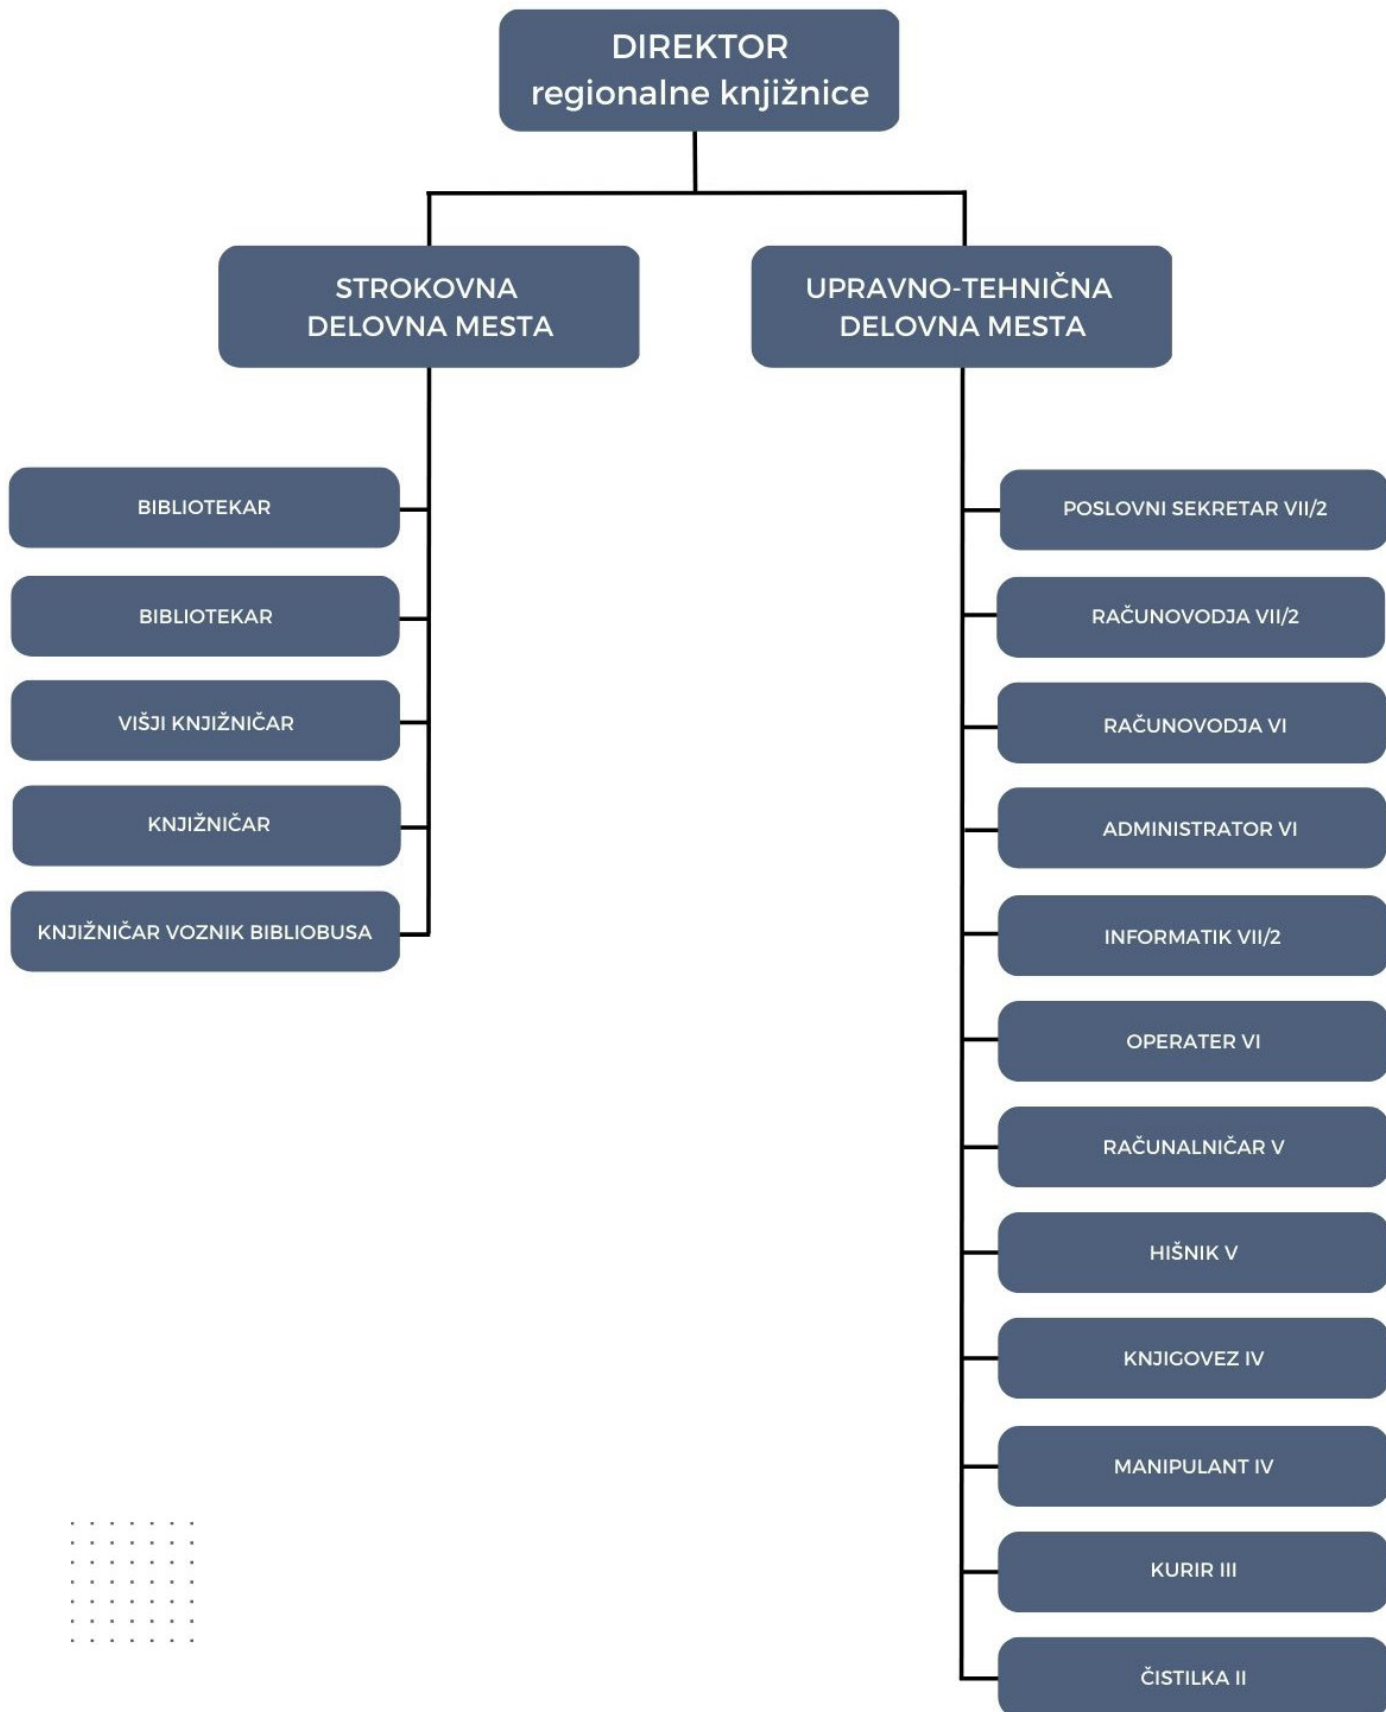 DIREKTOR
regionalne knjižnice
STROKOVNA
DELOVNA MESTA
UPRAVNO-TEHNIČNA
DELOVNA MESTA
BIBLIOTEKAR
BIBLIOTEKAR
VIŠJI KNJIŽNIČAR
KNJIŽNIČAR
KNJIŽNIČAR VOZNIK BIBLIOBUSA
POSLOVNI SEKRETAR VII/2
RAČUNOVODJA VII/2
RAČUNOVODJA VI
ADMINISTRATOR VI
INFORMATIK VII/2
OPERATER VI
RAČUNALNIČAR V
HIŠNIK V
KNJIGOVEZ IV
MANIPULANT IV
KURIR III
ČISTILKA II